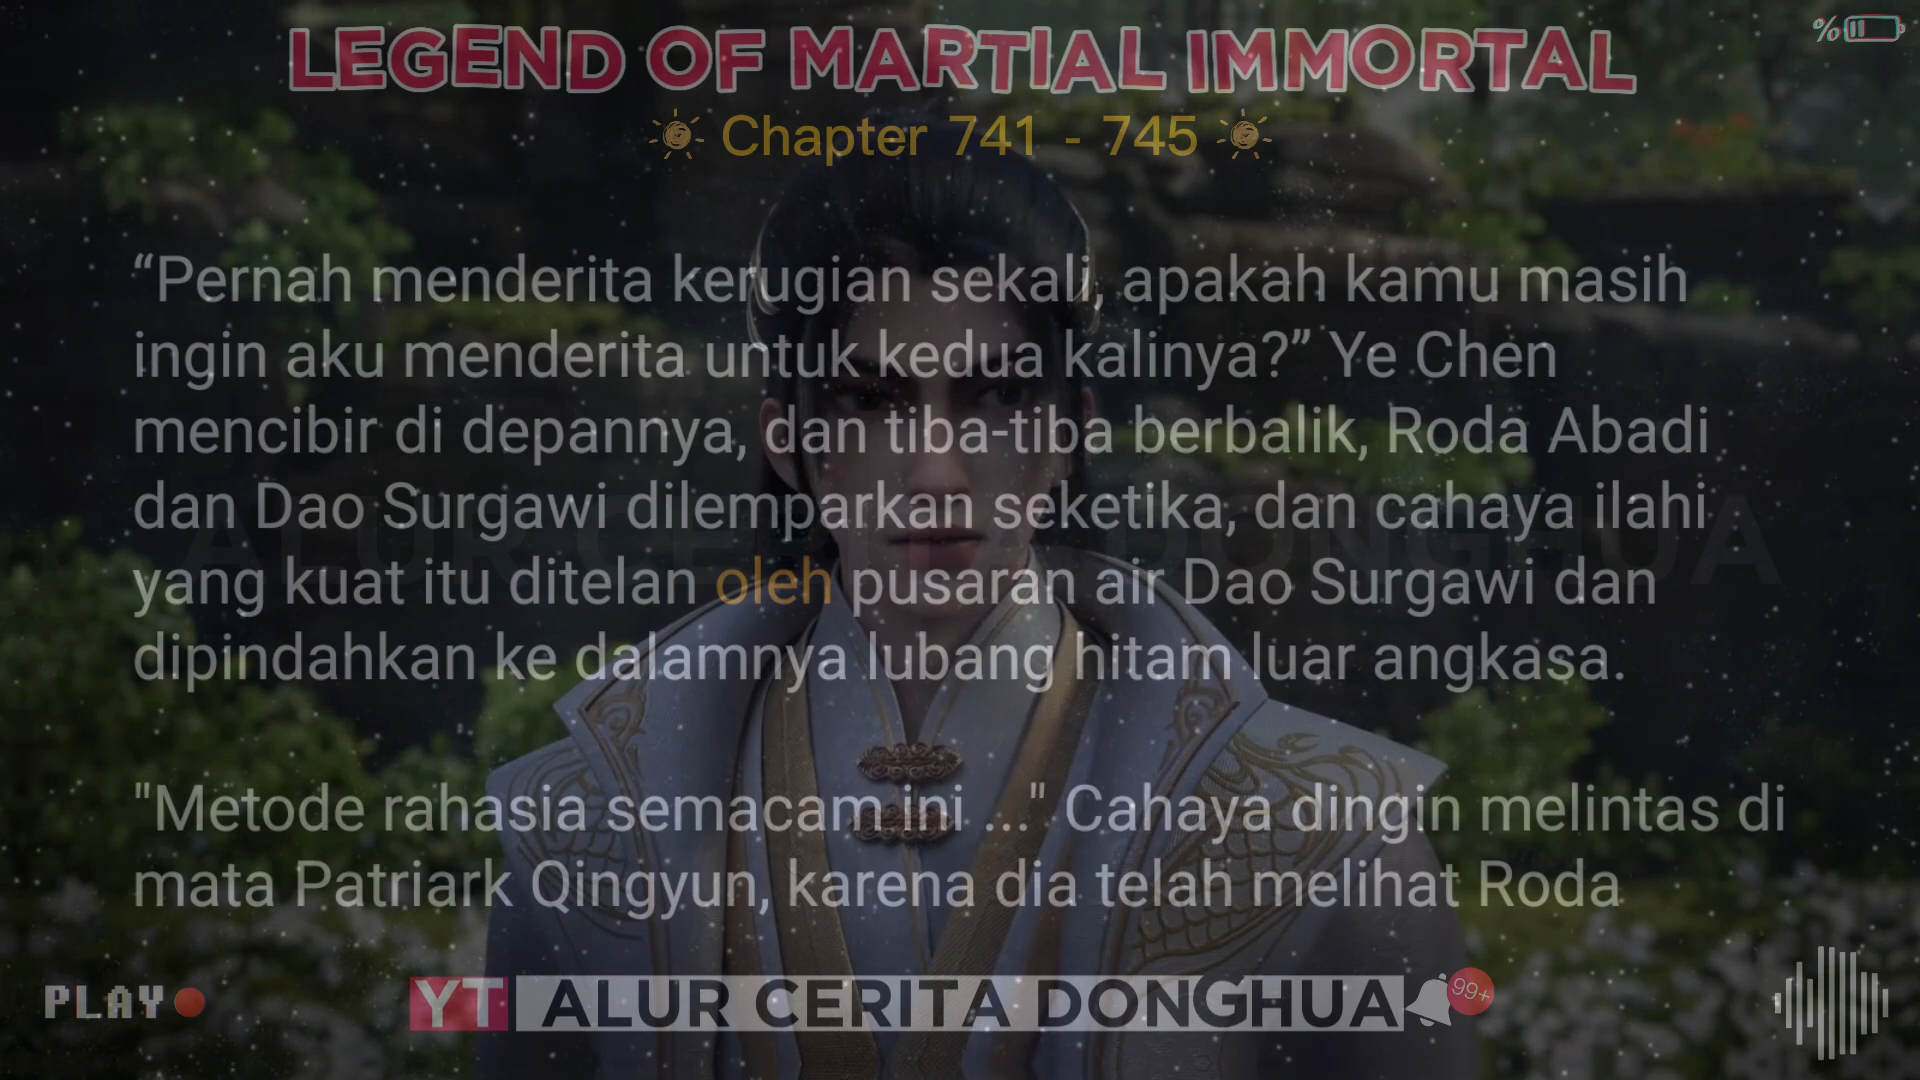 LEGEND OF MARTIAL IMMORTAL
%
Chapter 741 - 745
“Pernah menderita kerugian sekali, apakah kamu masih
ingin aku menderita untuk kedua kalinya?” Ye Chen
mencibir di depannya, dan tiba-tiba berbalik, Roda Abadi
dan Dao Surgawi dilemparkan seketika, dan cahaya ilahi
yang kuat itu ditelan oleh pusaran air Dao Surgawi dan
dipindahkan ke dalamnya lubang hitam luar angkasa.
ALUR CERITA DONGHUA
"Metode rahasia semacam ini ..." Cahaya dingin melintas di
mata Patriark Qingyun, karena dia telah melihat Roda
PLAY
YT ALUR CERITA DONGHUA 99+